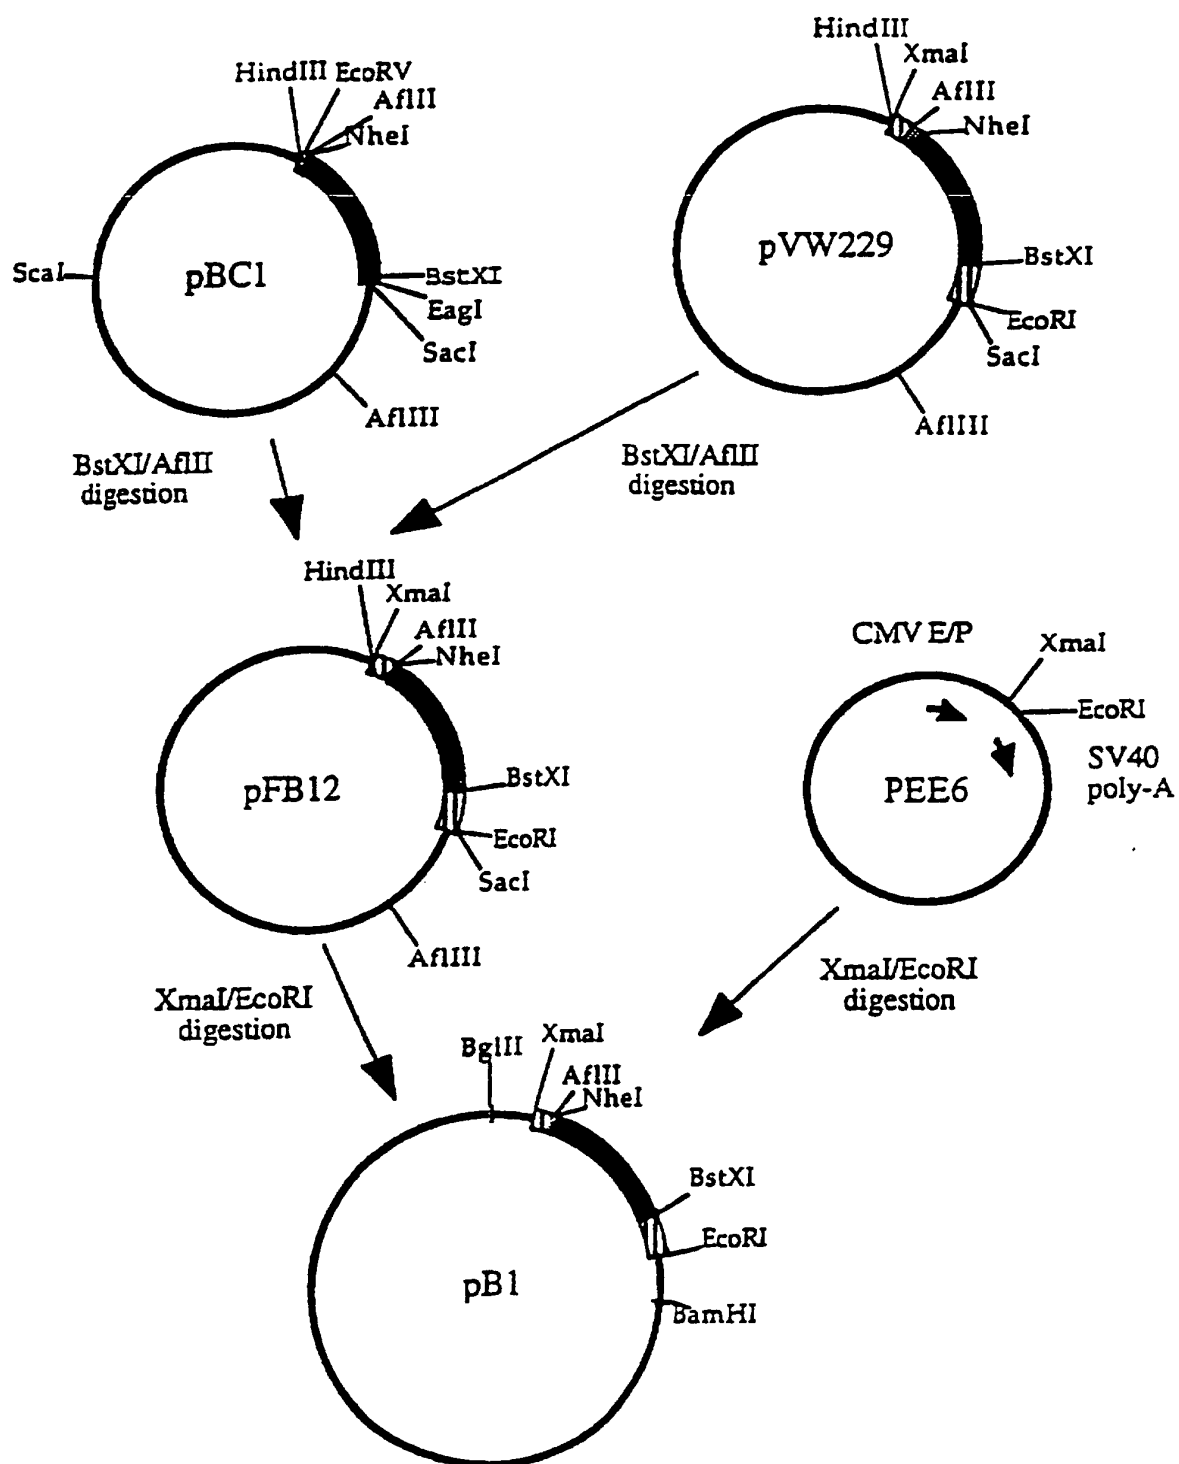 HindIII EcoRV
AflII
NheI
ScaI
pBC1
BstXI
EagI
SacI
AflIII
HindIII
XmaI
AflII
NheI
pVW229
BstXI
EcoRI
SacI
AflIII
BstXI/AflII
digestion
BstXI/AflII
digestion
HindIII
XmaI
AflII
NheI
pFB12
BstXI
EcoRI
SacI
AflIII
CMV E/P
XmaI
EcoRI
SV40
poly-A
PEE6
XmaI/EcoRI
digestion
XmaI/EcoRI
digestion
BglII
XmaI
AflII
NheI
BstXI
EcoRI
pB1
BamHI